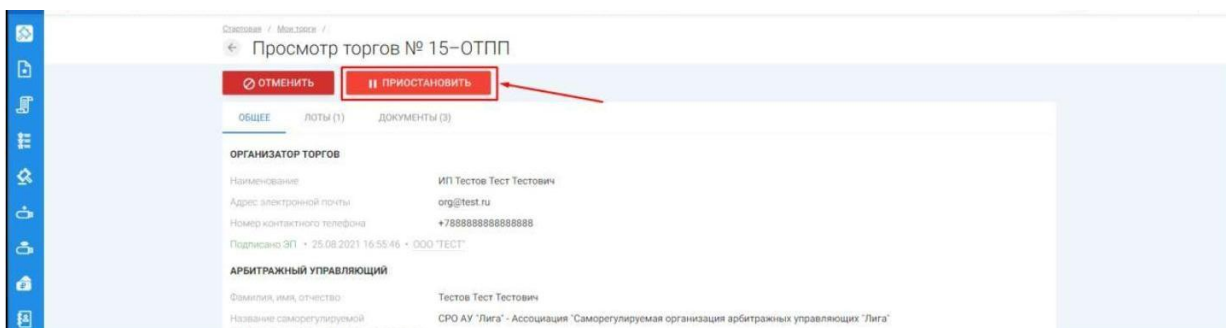 Стартовая / Мои торги /
Просмотр торгов № 15-ОТПП
ОТМЕНИТЬ
ПРИОСТАНОВИТЬ
ОБЩЕЕ ЛОТЫ (1) ДОКУМЕНТЫ (3)
ОРГАНИЗАТОР ТОРГОВ
Наименование ИП Тестов Тест Тестович
Адрес электронной почты org@test.ru
Номер контактного телефона +7888888888888888
Подписано ЭП • 25.08.2021 16:55:46 • ООО "ТЕСТ"
АРБИТРАЖНЫЙ УПРАВЛЯЮЩИЙ
Фамилия, имя, отчество Тестов Тест Тестович
Название саморегулируемой СРО АУ "Лига" - Ассоциация "Саморегулируемая организация арбитражных управляющих "Лига"